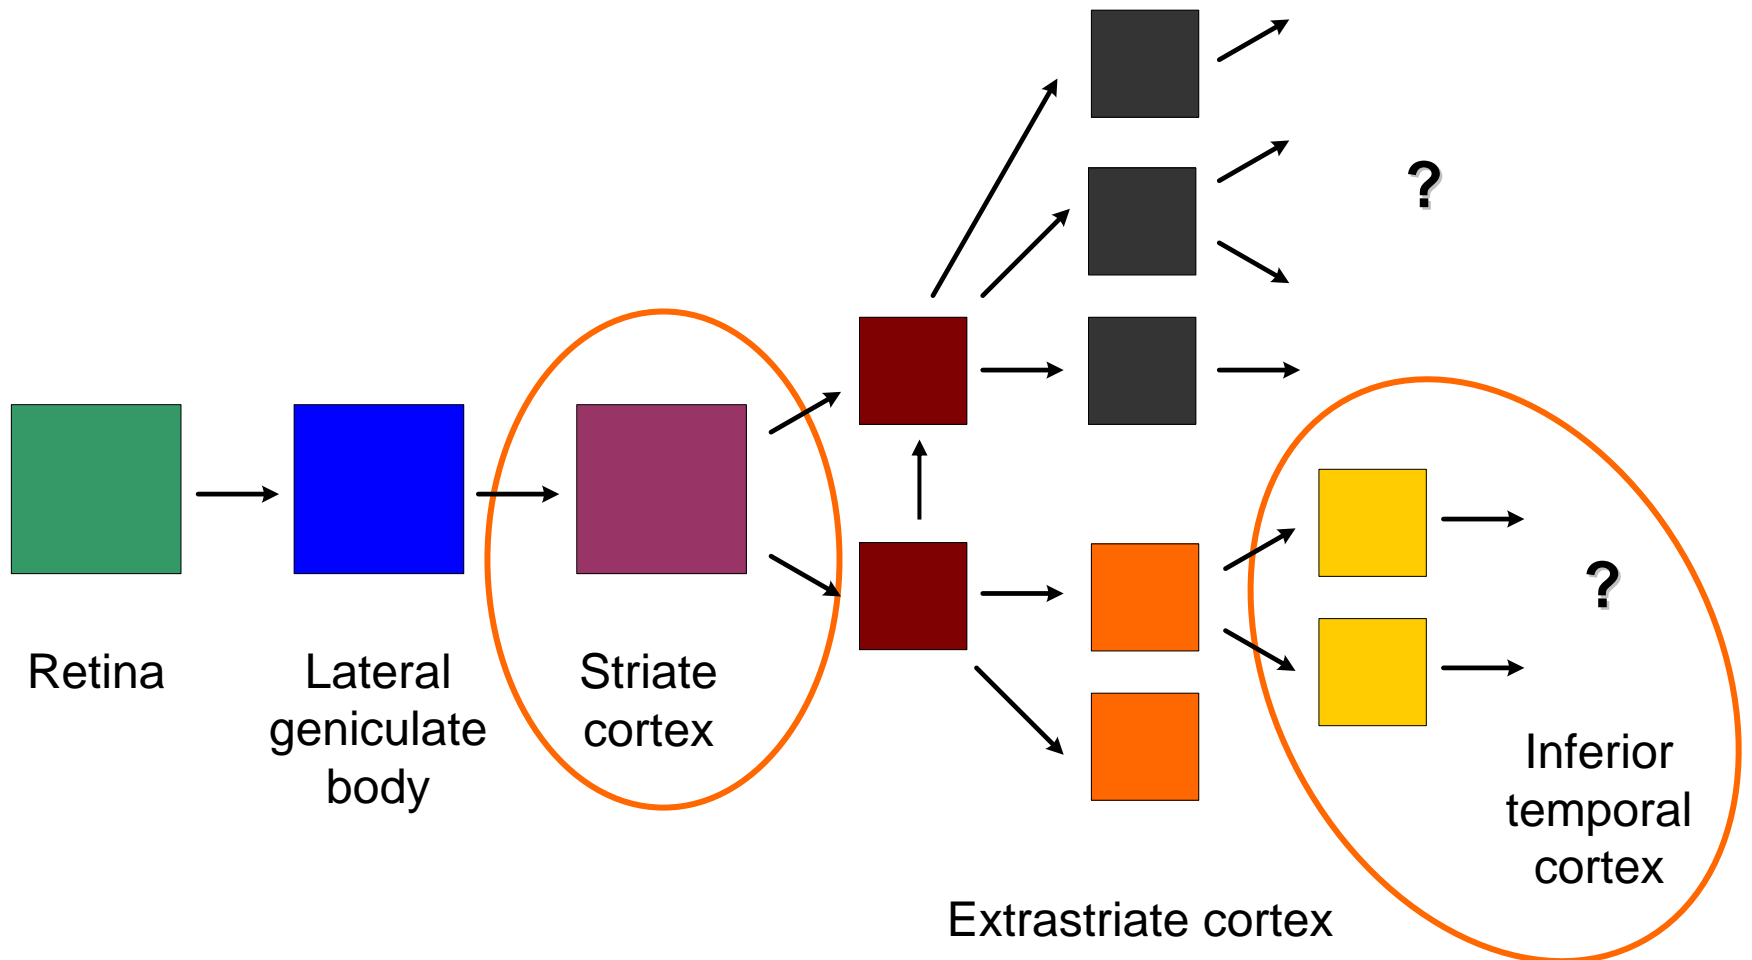 ?
?
Retina
Lateral
geniculate
body
Striate
cortex
Inferior
temporal
cortex
Extrastriate cortex